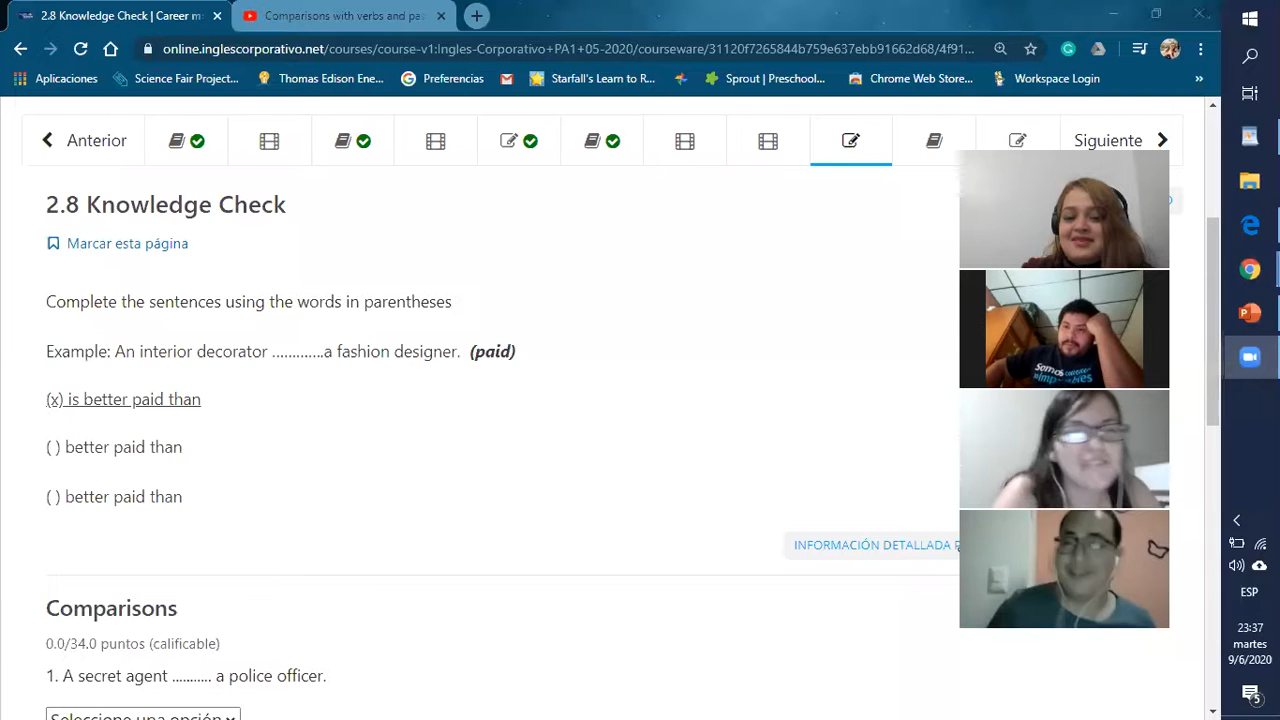 2.8 Knowledge Check | Career m
Comparisons with verbs and pa
online.inglescorporativo.net/courses/course-v1:Ingles-Corporativo+PA1+05-2020/courseware/31120f7265844b759e637ebb91662d68/4f91...
Aplicaciones
Science Fair Project...
Thomas Edison Ene...
Preferencias
Starfall's Learn to R...
Sprout | Preschool...
Chrome Web Store...
Workspace Login
»
Anterior
Siguiente
2.8 Knowledge Check
Marcar esta página
Complete the sentences using the words in parentheses
Example: An interior decorator .............a fashion designer. (paid)
(x) is better paid than
( ) better paid than
( ) better paid than
INFORMACIÓN DETALLADA
Comparisons
0.0/34.0 puntos (calificable)
1. A secret agent ........... a police officer.
Seleccione una opción
Somos
ESP
23:37
martes
9/6/2020
5